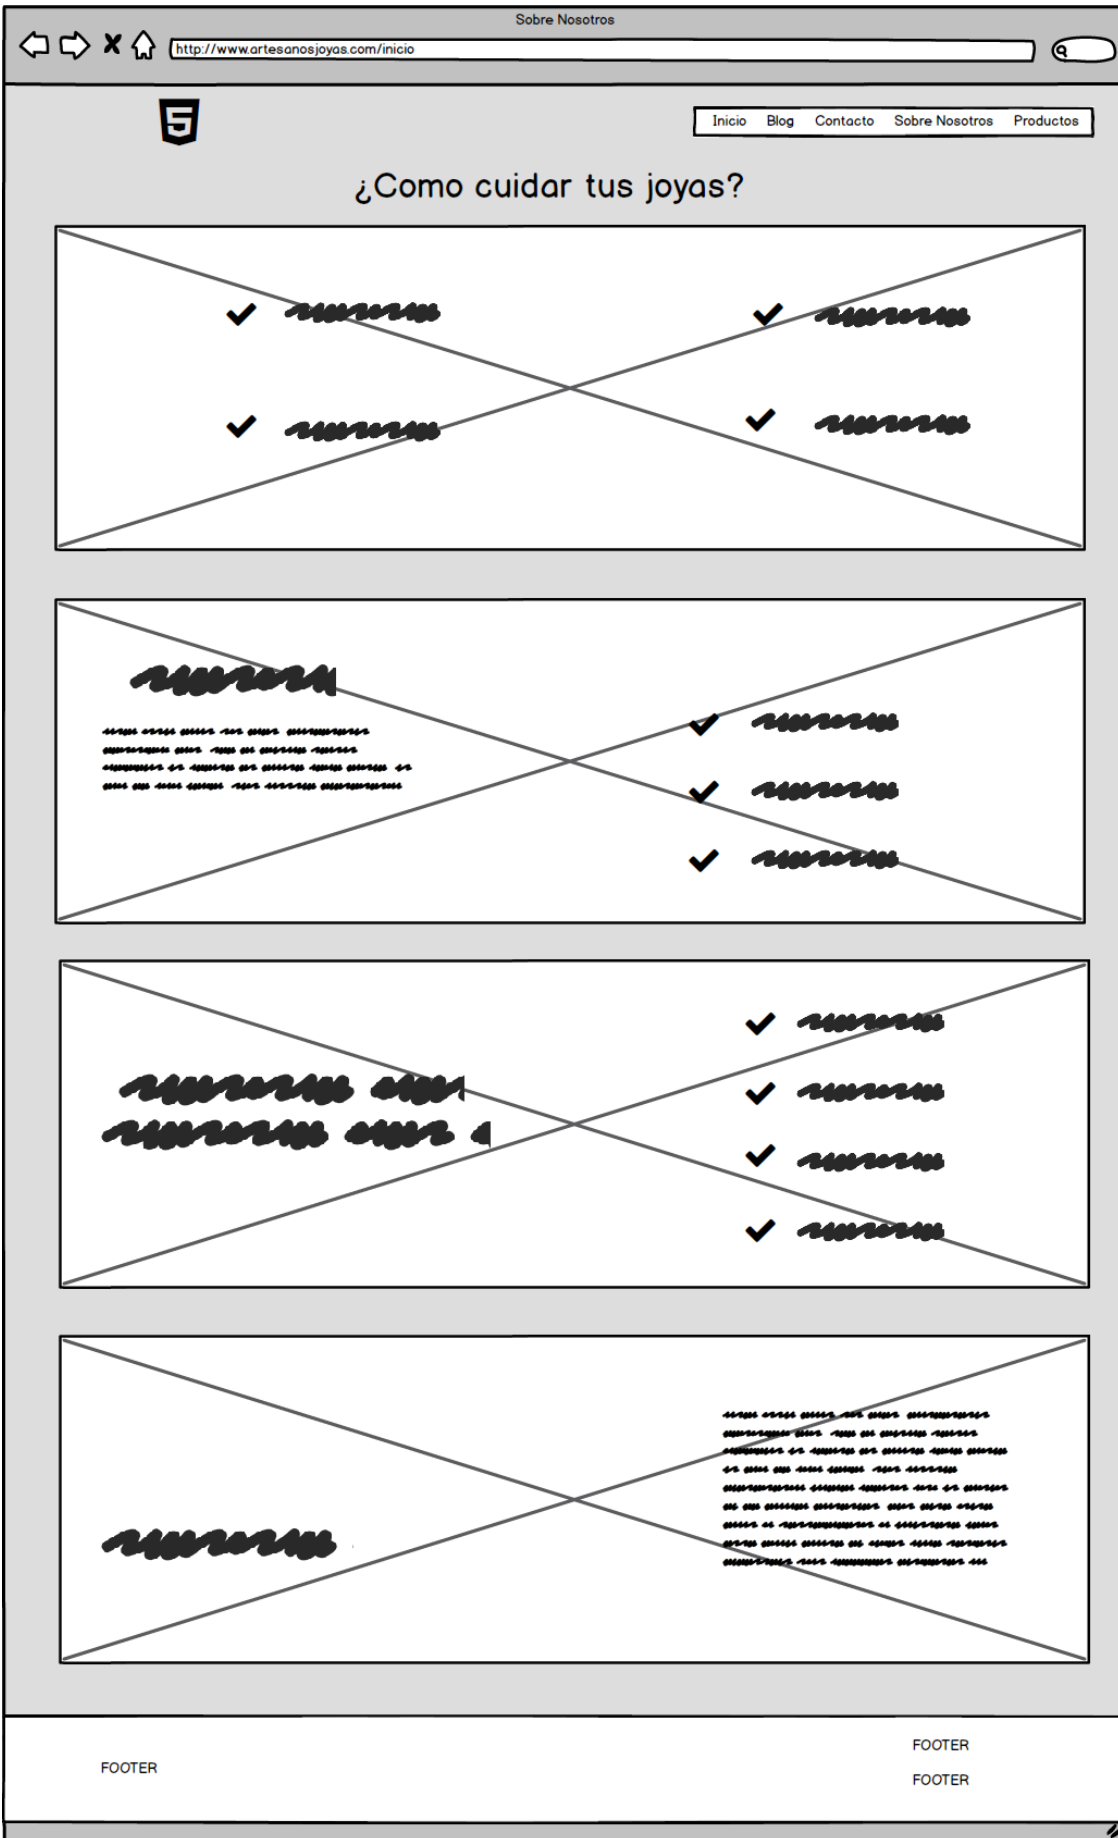 Sobre Nosotros
http://www.artesanosjoyas.com/inicio
5
Inicio Blog Contacto Sobre Nosotros Productos
¿Como cuidar tus joyas?
FOOTER
FOOTER
FOOTER